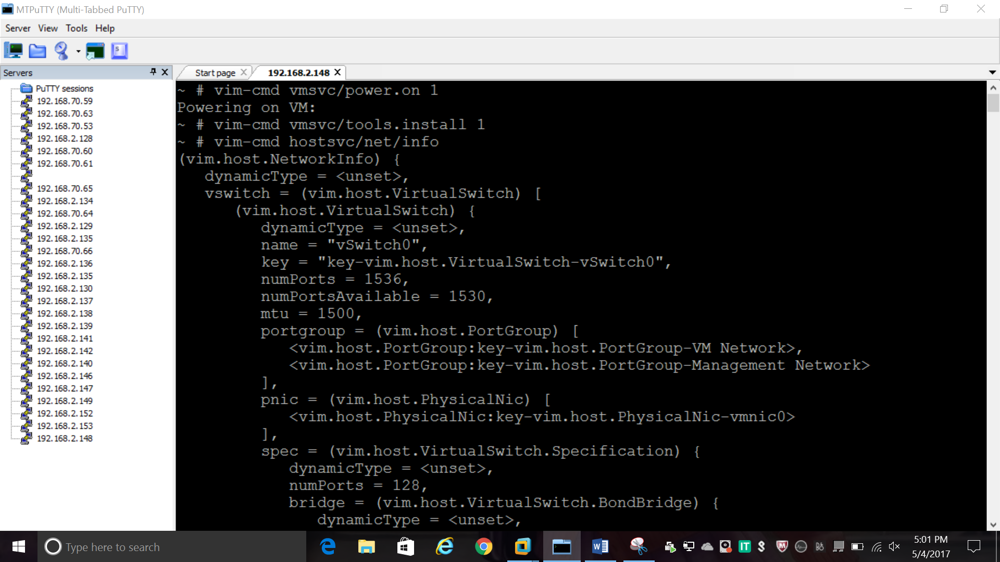 MTPuTTY (Multi-Tabbed PuTTY)
Server View Tools Help
Servers
PuTTY sessions
192.168.70.59
192.168.70.63
192.168.70.53
192.168.2.128
192.168.70.60
192.168.70.61
192.168.70.65
192.168.2.134
192.168.70.64
192.168.2.129
192.168.2.135
192.168.70.66
192.168.2.136
192.168.2.135
192.168.2.130
192.168.2.137
192.168.2.138
192.168.2.139
192.168.2.141
192.168.2.142
192.168.2.140
192.168.2.146
192.168.2.147
192.168.2.149
192.168.2.152
192.168.2.153
192.168.2.148
Start page 192.168.2.148
~ # vim-cmd vmsvc/power.on 1
Powering on VM:
~ # vim-cmd vmsvc/tools.install 1
~ # vim-cmd hostsvc/net/info
(vim.host.NetworkInfo) {
dynamicType = <unset>,
vswitch = (vim.host.VirtualSwitch) [
(vim.host.VirtualSwitch) {
dynamicType = <unset>,
name = "vSwitch0",
key = "key-vim.host.VirtualSwitch-vSwitch0",
numPorts = 1536,
numPortsAvailable = 1530,
mtu = 1500,
portgroup = (vim.host.PortGroup) [
<vim.host.PortGroup:key-vim.host.PortGroup-VM Network>,
<vim.host.PortGroup:key-vim.host.PortGroup-Management Network>
],
pnic = (vim.host.PhysicalNic) [
<vim.host.PhysicalNic:key-vim.host.PhysicalNic-vmnic0>
],
spec = (vim.host.VirtualSwitch.Specification) {
dynamicType = <unset>,
numPorts = 128,
bridge = (vim.host.VirtualSwitch.BondBridge) {
dynamicType = <unset>,
Type here to search
IT
5:01 PM
5/4/2017